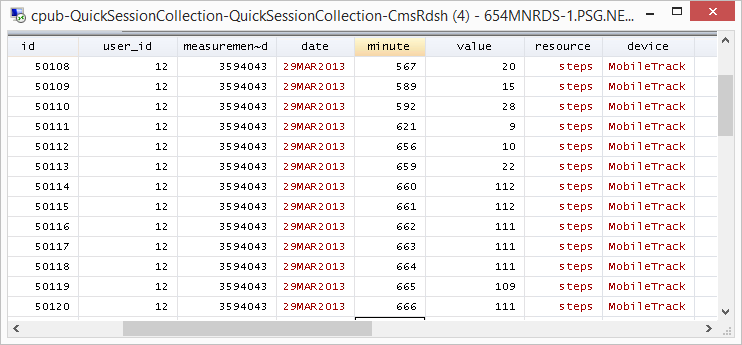 cpub-QuickSessionCollection-QuickSessionCollection-CmsRdsh (4) - 654MNRDS-1.PSG.NE...
id user_id measuremen~d date minute value resource device
50108 12 3594043 29MAR2013 567 20 steps MobileTrack
50109 12 3594043 29MAR2013 589 15 steps MobileTrack
50110 12 3594043 29MAR2013 592 28 steps MobileTrack
50111 12 3594043 29MAR2013 621 9 steps MobileTrack
50112 12 3594043 29MAR2013 656 10 steps MobileTrack
50113 12 3594043 29MAR2013 659 22 steps MobileTrack
50114 12 3594043 29MAR2013 660 112 steps MobileTrack
50115 12 3594043 29MAR2013 661 112 steps MobileTrack
50116 12 3594043 29MAR2013 662 111 steps MobileTrack
50117 12 3594043 29MAR2013 663 111 steps MobileTrack
50118 12 3594043 29MAR2013 664 111 steps MobileTrack
50119 12 3594043 29MAR2013 665 109 steps MobileTrack
50120 12 3594043 29MAR2013 666 111 steps MobileTrack